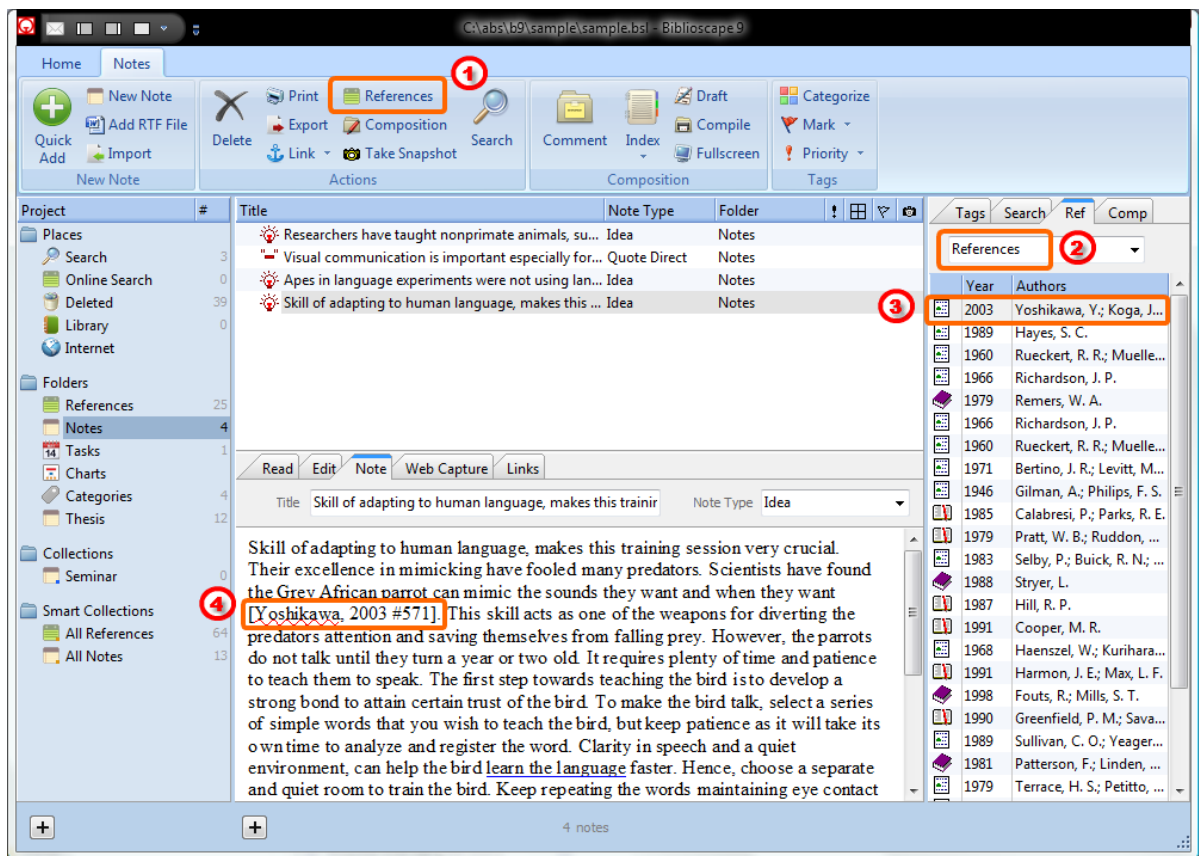 C:\abs\b9\sample\sample.bsl - Biblioscape 9
Home Notes
1
Quick Add
New Note
Add RTF File
Import
New Note
Delete
Print
Export
Link
References
Composition
Take Snapshot
Search
Actions
Comment
Index
Draft
Compile
Fullscreen
Composition
Categorize
Mark
Priority
Tags
Project #
Places
Search 3
Online Search 0
Deleted 39
Library 0
Internet
Folders
References 25
Notes 4
14 Tasks 1
Charts
Categories 4
Thesis 12
Collections
Seminar 0
Smart Collections
All References 64
All Notes 13
Title Note Type Folder !
Researchers have taught nonprimate animals, su... Idea Notes
"-" Visual communication is important especially for... Quote Direct Notes
Apes in language experiments were not using lan... Idea Notes
Skill of adapting to human language, makes this ... Idea Notes
Read Edit Note Web Capture Links
Title Skill of adapting to human language, makes this trainir Note Type Idea
Skill of adapting to human language, makes this training session very crucial.
Their excellence in mimicking have fooled many predators. Scientists have found
the Grey African parrot can mimic the sounds they want and when they want
4
[Yoshikawa, 2003 #571]. This skill acts as one of the weapons for diverting the
predators attention and saving themselves from falling prey. However, the parrots
do not talk until they turn a year or two old. It requires plenty of time and patience
to teach them to speak. The first step towards teaching the bird is to develop a
strong bond to attain certain trust of the bird. To make the bird talk, select a series
of simple words that you wish to teach the bird, but keep patience as it will take its
own time to analyze and register the word. Clarity in speech and a quiet
environment, can help the bird learn the language faster. Hence, choose a separate
and quiet room to train the bird. Keep repeating the words maintaining eye contact
Tags Search Ref Comp
References 2
Year Authors
3
2003 Yoshikawa, Y.; Koga, J...
1989 Hayes, S. C.
1960 Rueckert, R. R.; Muelle...
1966 Richardson, J. P.
1979 Remers, W. A.
1966 Richardson, J. P.
1960 Rueckert, R. R.; Muelle...
1971 Bertino, J. R.; Levitt, M...
1946 Gilman, A.; Philips, F. S.
1985 Calabresi, P.; Parks, R. E.
1979 Pratt, W. B.; Ruddon, ...
1983 Selby, P.; Buick, R. N.; ...
1988 Stryer, L.
1987 Hill, R. P.
1991 Cooper, M. R.
1968 Haenszel, W.; Kurihara...
1991 Harmon, J. E.; Max, L. F.
1998 Fouts, R.; Mills, S. T.
1990 Greenfield, P. M.; Sava...
1989 Sullivan, C. O.; Yeager...
1981 Patterson, F.; Linden, ...
1979 Terrace, H. S.; Petitto, ...
+ + 4 notes